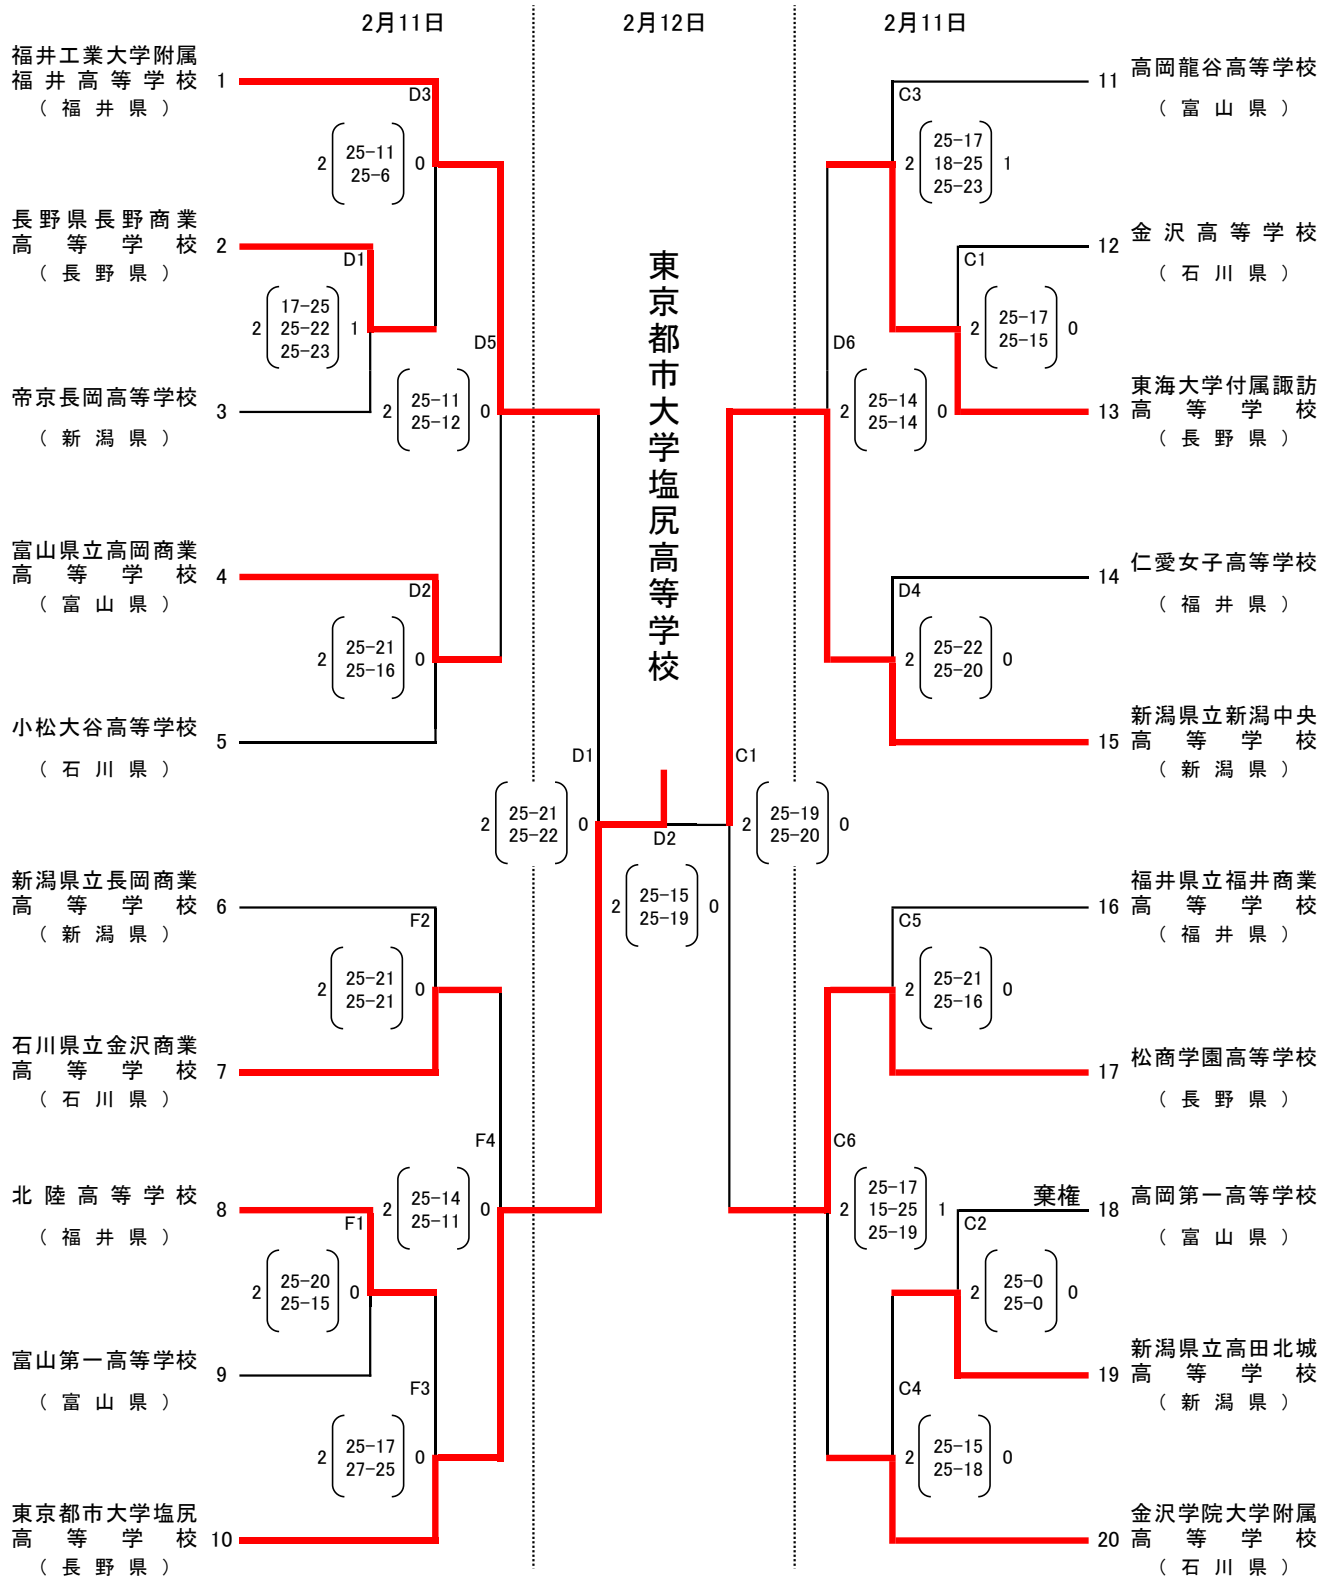 2月11日
2月12日
2月11日
福井工業大学附属
福井高等学校 1
（福井県）
D3
2 25-11 0
25-6
長野県長野商業
高等学校 2
（長野県）
D1
17-25
2 25-22 1
25-23
帝京長岡高等学校 3
（新潟県）
D5
2 25-11 0
25-12
富山県立高岡商業
高等学校 4
（富山県）
D2
2 25-21 0
25-16
小松大谷高等学校 5
（石川県）
D1
2 25-21 0
25-22
新潟県立長岡商業
高等学校 6
（新潟県）
F2
2 25-21 0
25-21
石川県立金沢商業
高等学校 7
（石川県）
F4
2 25-14 0
25-11
北陸高等学校 8
（福井県）
F1
2 25-20 0
25-15
富山第一高等学校 9
（富山県）
F3
2 25-17 0
27-25
東京都市大学塩尻
高等学校 10
（長野県）
東京都市大学塩尻高等学校
D2
2 25-15 0
25-19
11 高岡龍谷高等学校
（富山県）
C3
25-17
2 18-25 1
25-23
12 金沢高等学校
（石川県）
C1
2 25-17 0
25-15
13 東海大学付属諏訪
高等学校
（長野県）
D6
2 25-14 0
25-14
14 仁愛女子高等学校
（福井県）
D4
2 25-22 0
25-20
15 新潟県立新潟中央
高等学校
（新潟県）
C1
2 25-19 0
25-20
16 福井県立福井商業
高等学校
（福井県）
C5
2 25-21 0
25-16
17 松商学園高等学校
（長野県）
C6
25-17
2 15-25 1
25-19
棄権 18 高岡第一高等学校
（富山県）
C2
2 25-0 0
25-0
19 新潟県立高田北城
高等学校
（新潟県）
C4
2 25-15 0
25-18
20 金沢学院大学附属
高等学校
（石川県）